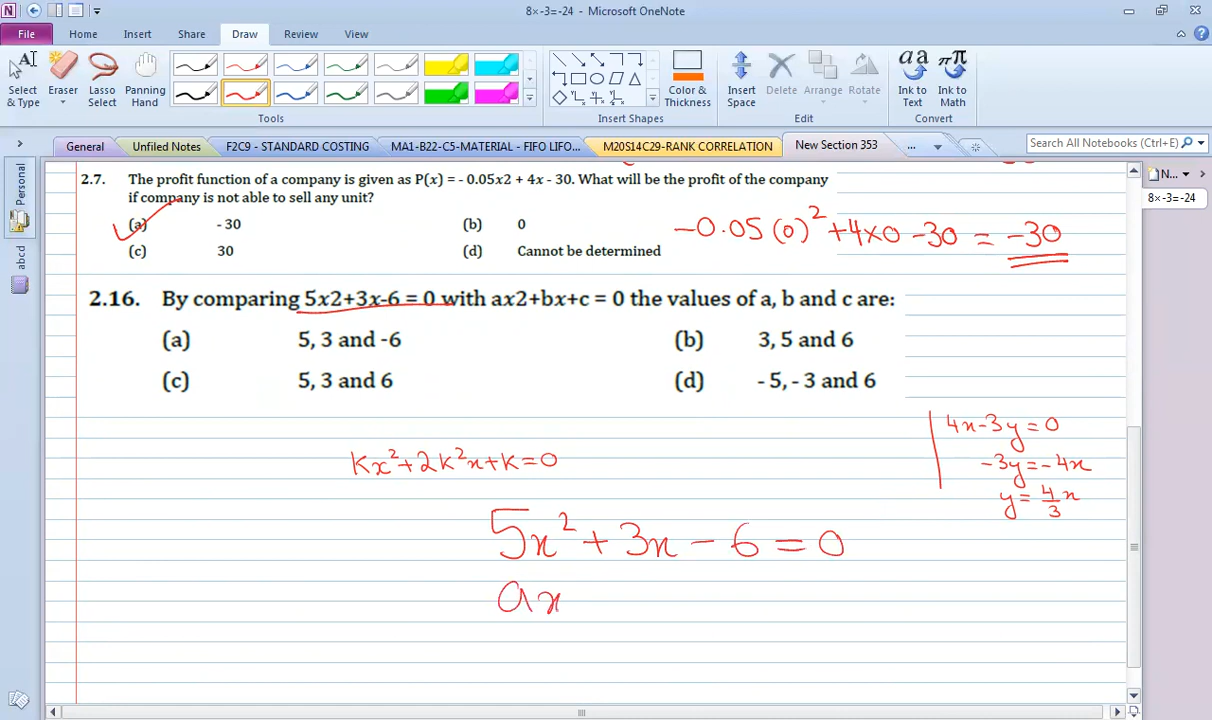 8×-3=-24 - Microsoft OneNote
File Home Insert Share Draw Review View
Select & Type Eraser Lasso Select Panning Hand Color & Thickness Insert Space Delete Arrange Rotate Ink to Text Ink to Math
Tools Insert Shapes Edit Convert
General Unfiled Notes F2C9 - STANDARD COSTING MA1-B22-C5-MATERIAL - FIFO LIFO... M20S14C29-RANK CORRELATION New Section 353 ... Search All Notebooks (Ctrl+E)
Personal
abcd
N...
8×-3=-24
2.7. The profit function of a company is given as P(x) = - 0.05x2 + 4x - 30. What will be the profit of the company
if company is not able to sell any unit?
(a) - 30 (b) 0
-0.05 (0)² +4×0 -30 = -30
(c) 30 (d) Cannot be determined
2.16. By comparing 5x2+3x-6 = 0 with ax2+bx+c = 0 the values of a, b and c are:
(a) 5, 3 and -6 (b) 3, 5 and 6
(c) 5, 3 and 6 (d) - 5, - 3 and 6
4x-3y=0
-3y=-4x
y=4/3x
Kx²+2K²x+k=0
5x² + 3x - 6 = 0
ax